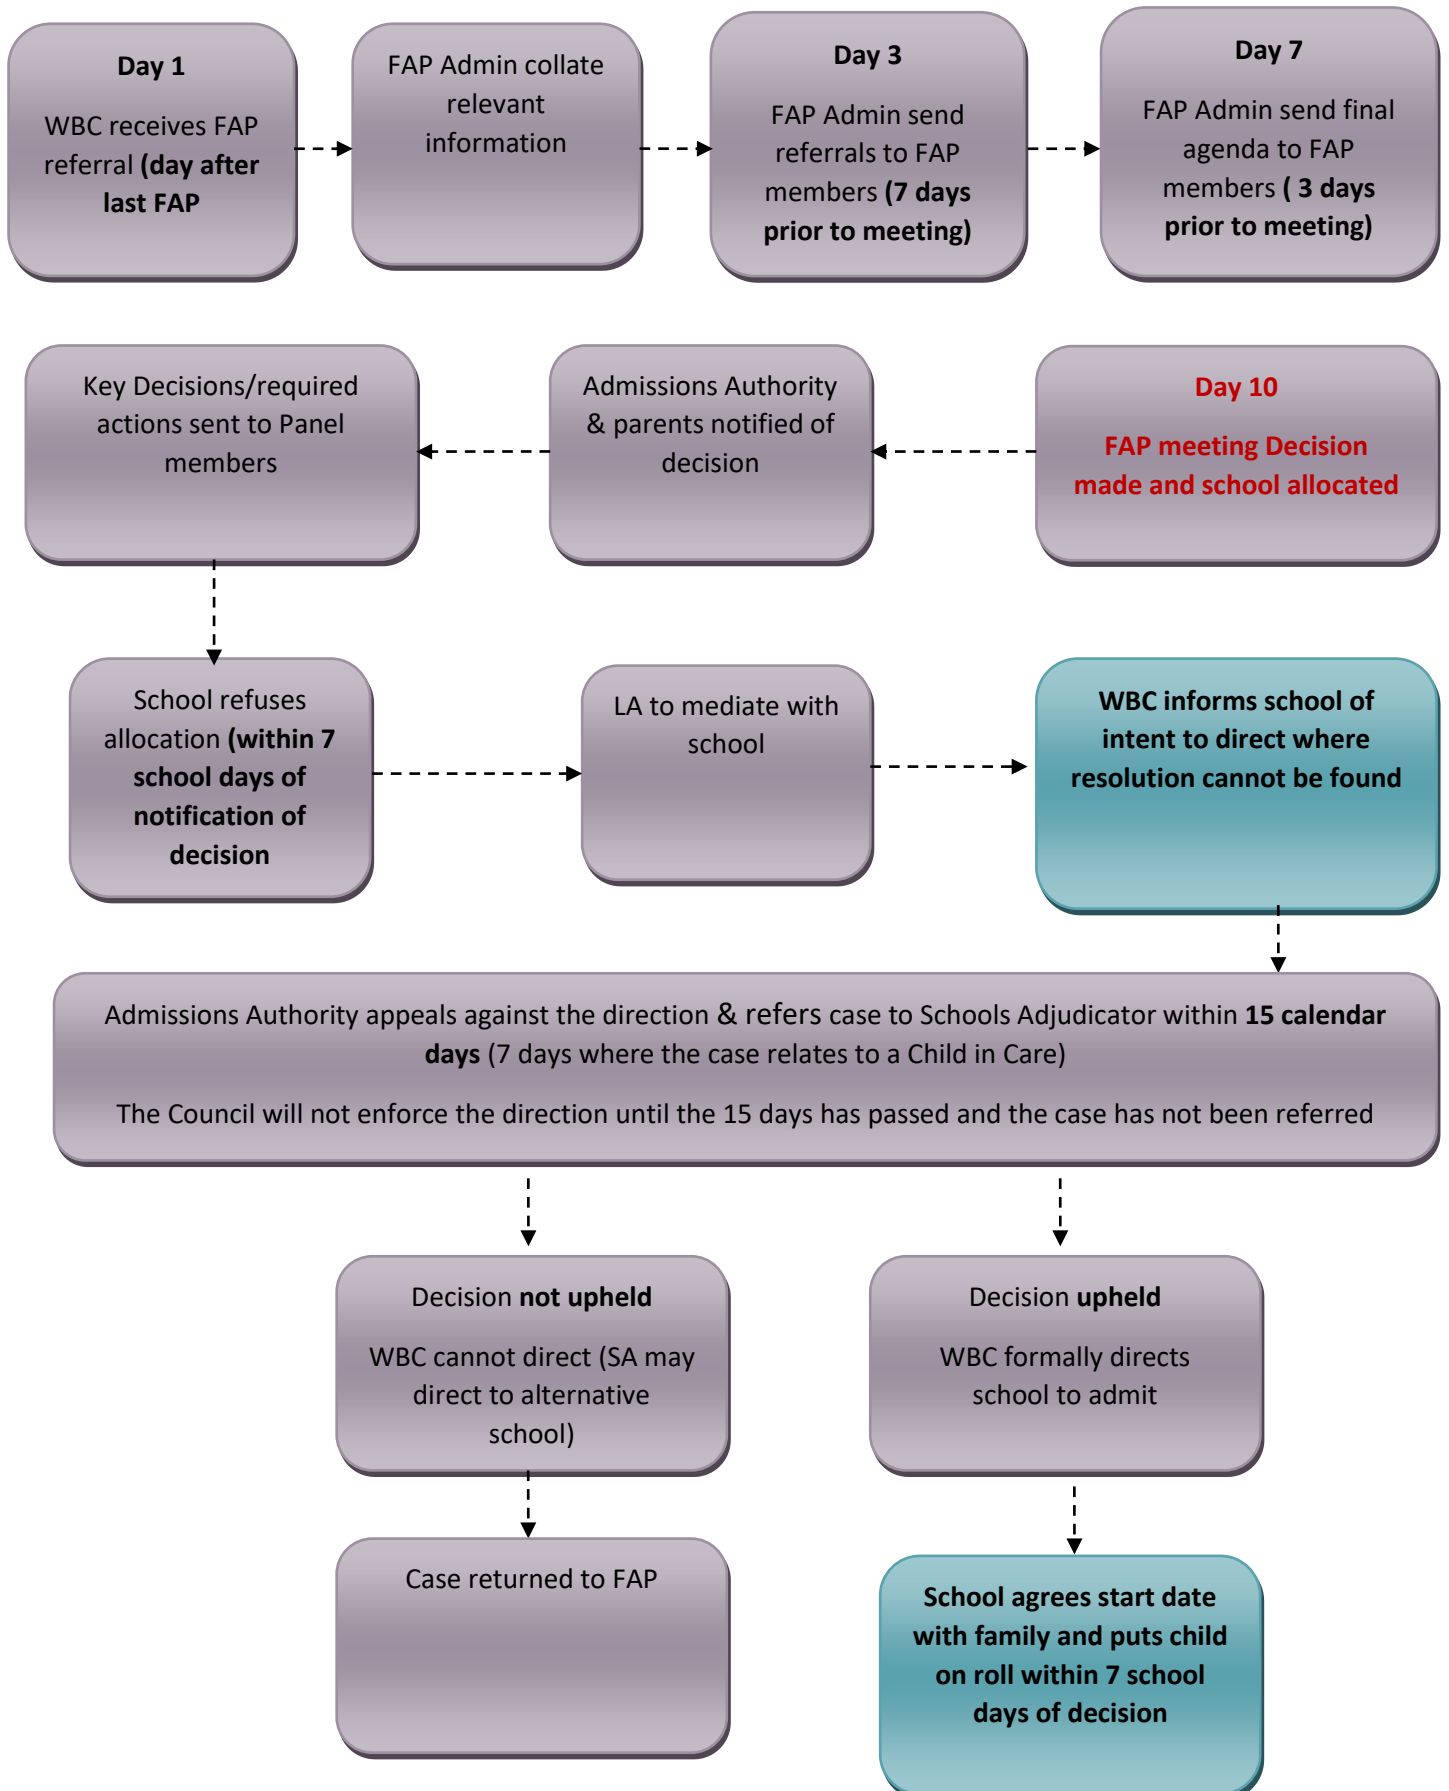 Day 1
WBC receives FAP
referral (day after
last FAP
FAP Admin collate
relevant
information
Day 3
FAP Admin send
referrals to FAP
members (7 days
prior to meeting)
Day 7
FAP Admin send final
agenda to FAP
members ( 3 days
prior to meeting)
Day 10
FAP meeting Decision
made and school allocated
Admissions Authority
& parents notified of
decision
Key Decisions/required
actions sent to Panel
members
School refuses
allocation (within 7
school days of
notification of
decision
LA to mediate with
school
WBC informs school of
intent to direct where
resolution cannot be found
Admissions Authority appeals against the direction & refers case to Schools Adjudicator within 15 calendar
days (7 days where the case relates to a Child in Care)
The Council will not enforce the direction until the 15 days has passed and the case has not been referred
Decision not upheld
WBC cannot direct (SA may
direct to alternative
school)
Decision upheld
WBC formally directs
school to admit
Case returned to FAP
School agrees start date
with family and puts child
on roll within 7 school
days of decision